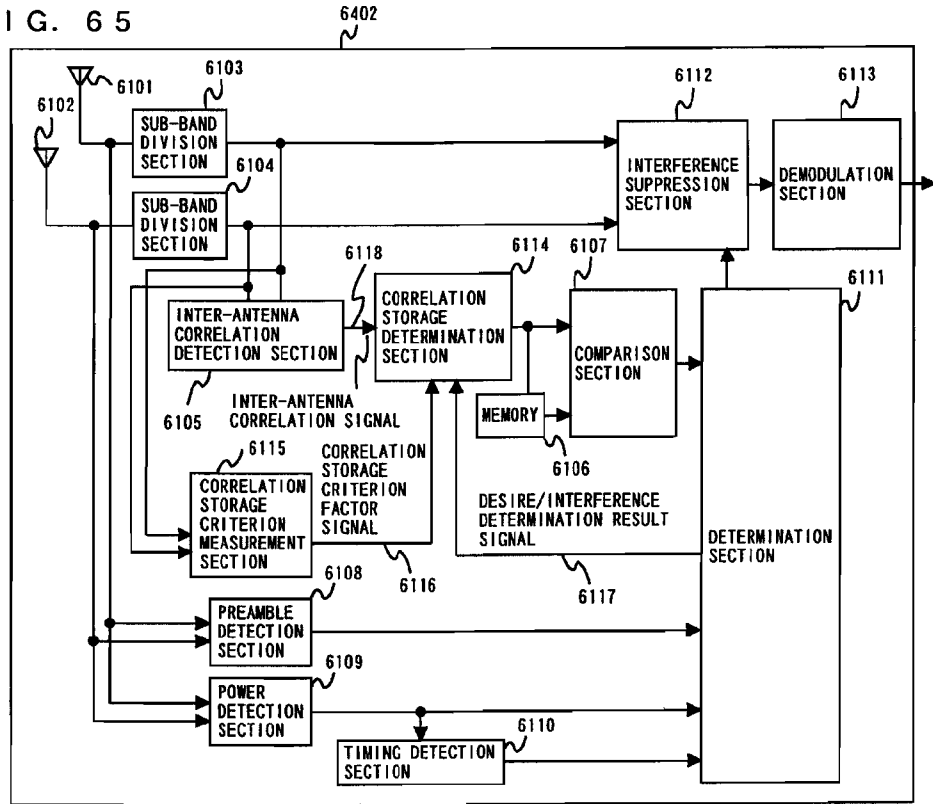 I G. 6 5
6402
6101
6102
6103
SUB-BAND
DIVISION
SECTION
6104
SUB-BAND
DIVISION
SECTION
6112
INTERFERENCE
SUPPRESSION
SECTION
6113
DEMODULATION
SECTION
6118
INTER-ANTENNA
CORRELATION
DETECTION SECTION
6105
INTER-ANTENNA
CORRELATION SIGNAL
6114
CORRELATION
STORAGE
DETERMINATION
SECTION
6107
COMPARISON
SECTION
MEMORY
6106
6111
DETERMINATION
SECTION
6115
CORRELATION
STORAGE
CRITERION
MEASUREMENT
SECTION
CORRELATION
STORAGE
CRITERION
FACTOR
SIGNAL
6116
DESIRE/INTERFERENCE
DETERMINATION RESULT
SIGNAL
6117
6108
PREAMBLE
DETECTION
SECTION
6109
POWER
DETECTION
SECTION
6110
TIMING DETECTION
SECTION